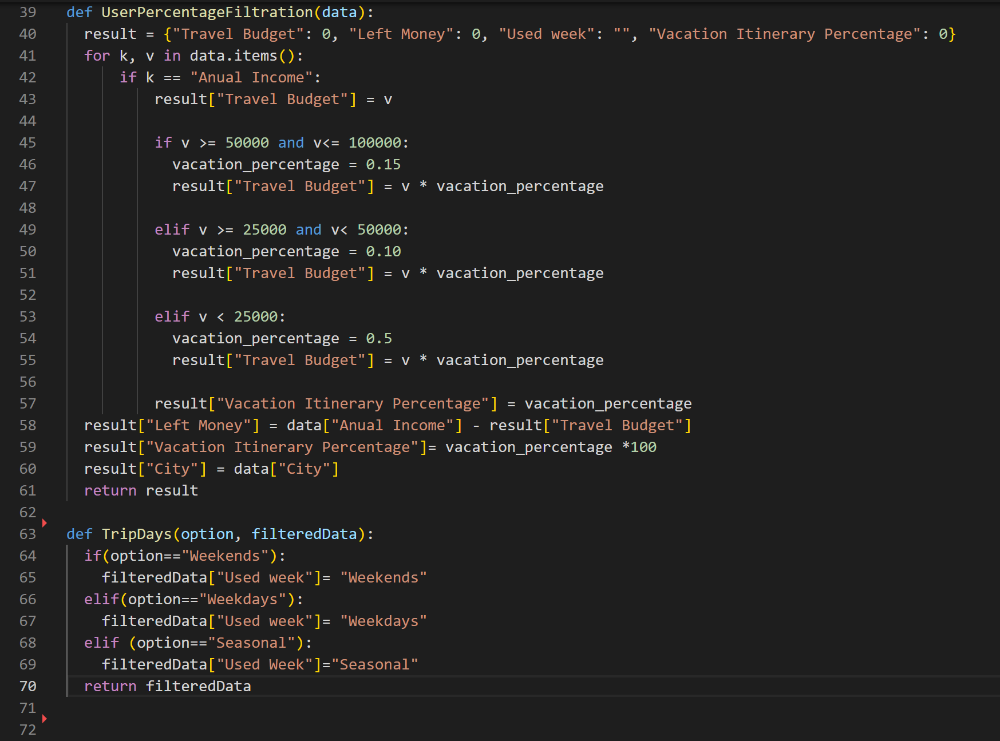 39 def UserPercentageFiltration(data):
40 result = {"Travel Budget": 0, "Left Money": 0, "Used week": "", "Vacation Itinerary Percentage": 0}
41 for k, v in data.items():
42 if k == "Anual Income":
43 result["Travel Budget"] = v
44
45 if v >= 50000 and v<= 100000:
46 vacation_percentage = 0.15
47 result["Travel Budget"] = v * vacation_percentage
48
49 elif v >= 25000 and v< 50000:
50 vacation_percentage = 0.10
51 result["Travel Budget"] = v * vacation_percentage
52
53 elif v < 25000:
54 vacation_percentage = 0.5
55 result["Travel Budget"] = v * vacation_percentage
56
57 result["Vacation Itinerary Percentage"] = vacation_percentage
58 result["Left Money"] = data["Anual Income"] - result["Travel Budget"]
59 result["Vacation Itinerary Percentage"]= vacation_percentage *100
60 result["City"] = data["City"]
61 return result
62
63 def TripDays(option, filteredData):
64 if(option=="Weekends"):
65 filteredData["Used week"]= "Weekends"
66 elif(option=="Weekdays"):
67 filteredData["Used week"]= "Weekdays"
68 elif (option=="Seasonal"):
69 filteredData["Used Week"]="Seasonal"
70 return filteredData
71
72